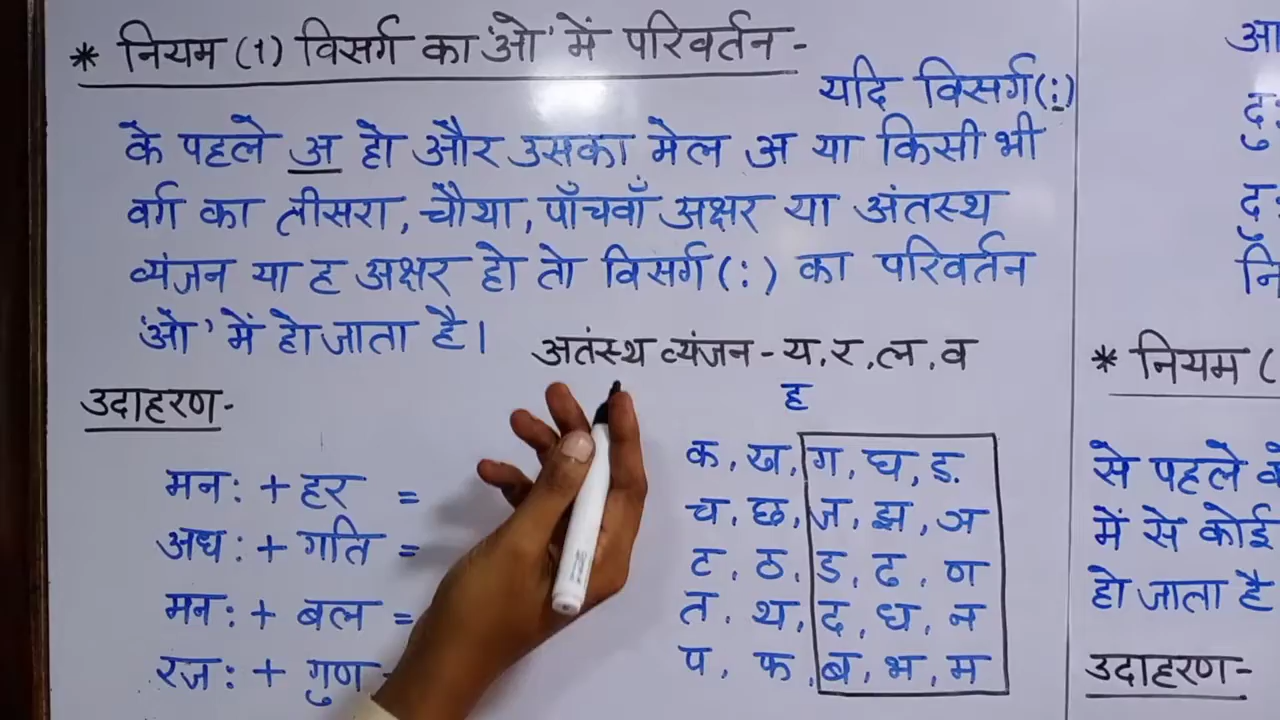 * नियम (1) विसर्ग का 'ओ' में परिवर्तन -
यदि विसर्ग (:)
के पहले अ हो और उसका मेल अ या किसी भी
वर्ग का तीसरा, चौथा, पाँचवाँ अक्षर या अंतस्थ
व्यंजन या ह अक्षर हो तो विसर्ग (:) का परिवर्तन
'ओ' में हो जाता है।
अतंस्थ व्यंजन - य, र, ल, व
ह
उदाहरण-
मन: + हर =
अध: + गति =
मन: + बल =
रज: + गुण -
क, ख, ग, घ, ड.
च, छ, ज, झ, ञ
ट, ठ, ड, ढ, ण
त, थ, द, ध, न
प, फ, ब, भ, म
आ
दु:
दु:
नि
* नियम (
से पहले
में से कोई
हो जाता है
उदाहरण-